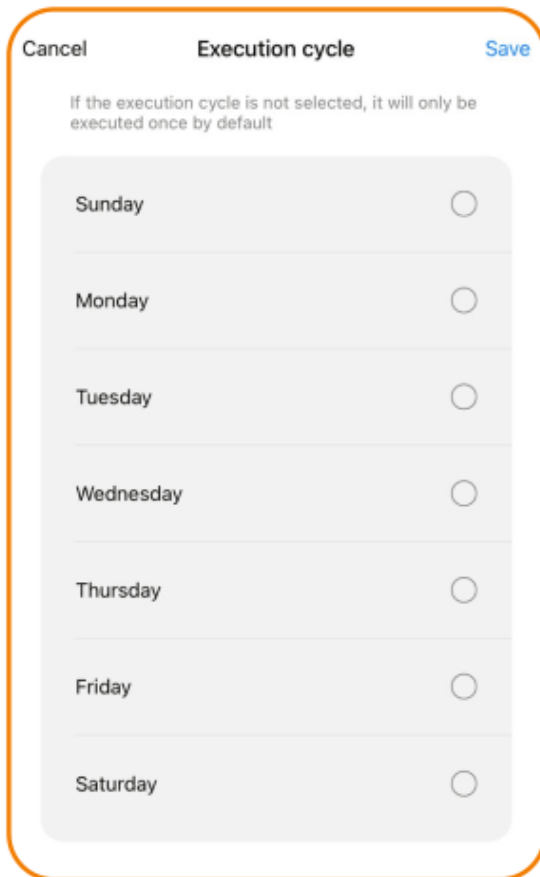 Cancel Execution cycle Save
If the execution cycle is not selected, it will only be
executed once by default
Sunday
Monday
Tuesday
Wednesday
Thursday
Friday
Saturday